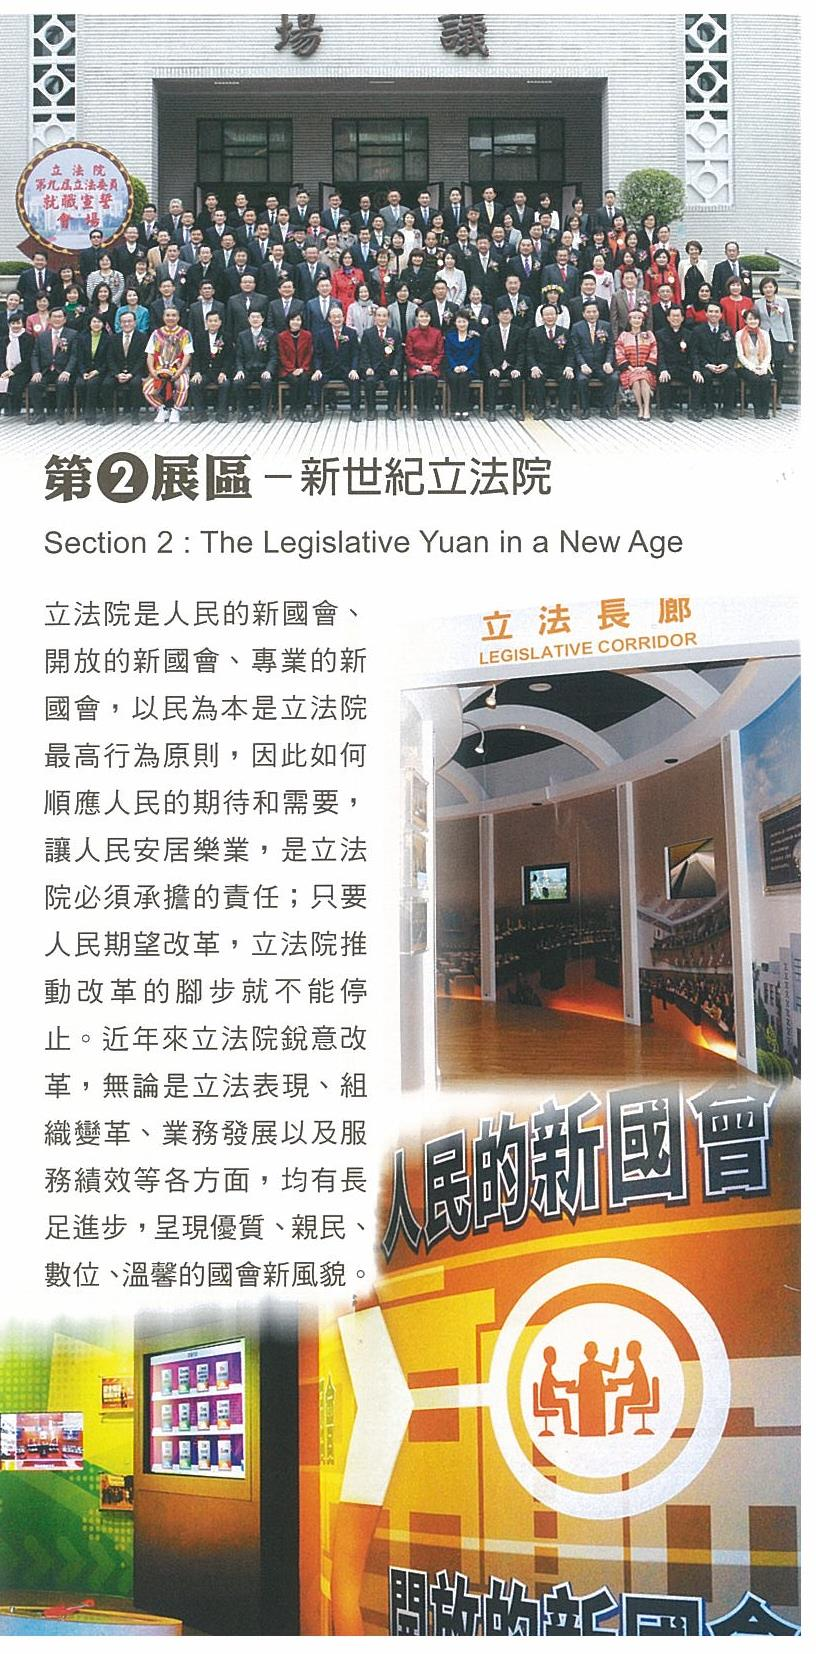 場 議
立法院
第九屆立法委員
就職宣誓
會場
第2展區－新世紀立法院
Section 2 : The Legislative Yuan in a New Age
立法院是人民的新國會、
開放的新國會、專業的新
國會，以民為本是立法院
最高行為原則，因此如何
順應人民的期待和需要，
讓人民安居樂業，是立法
院必須承擔的責任；只要
人民期望改革，立法院推
動改革的腳步就不能停
止。近年來立法院銳意改
革，無論是立法表現、組
織變革、業務發展以及服
務績效等各方面，均有長
足進步，呈現優質、親民、
數位、溫馨的國會新風貌。
立法長廊
LEGISLATIVE CORRIDOR
人民的新國會
開放的新國會